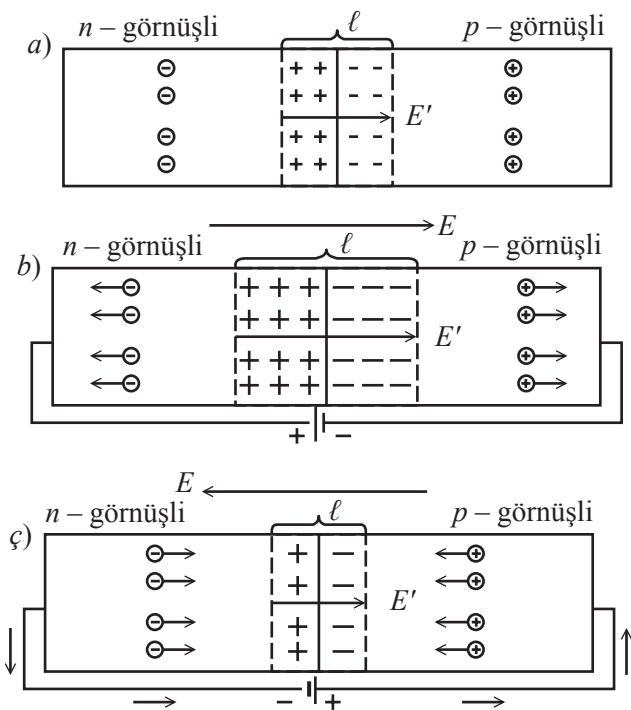 a) n – görnüşli ℓ p – görnüşli
⊖ + + - - ⊕
⊖ + + - - ⊕
E′
⊖ + + - - ⊕
⊖ + + - - ⊕
E
b) n – görnüşli ℓ p – görnüşli
⊖ + + + — — — ⊕
⊖ + + + — — — ⊕
E′
⊖ + + + — — — ⊕
⊖ + + + — — — ⊕
+ −
E
ç) n – görnüşli ℓ p – görnüşli
⊖ + — ⊕
⊖ + — ⊕
E′
⊖ + — ⊕
⊖ + — ⊕
− +